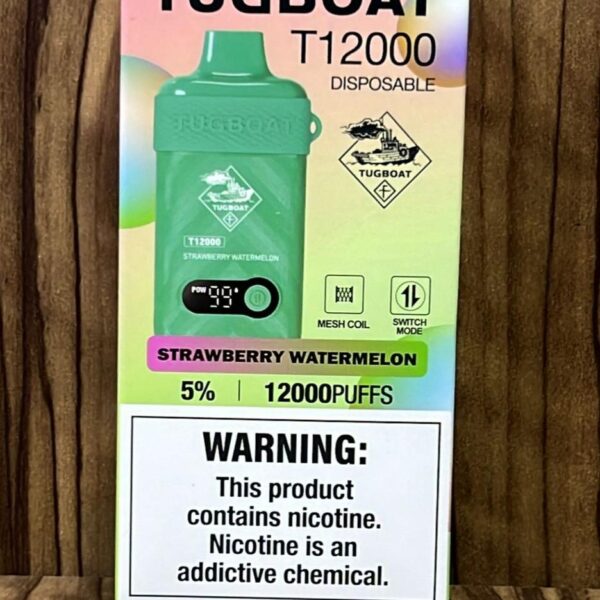 TUGBOAT
T12000
DISPOSABLE
TUGBOAT
TUGBOAT
TUGBOAT
T12000
STRAWBERRY WATERMELON
POW 99
MESH COIL
SWITCH
MODE
STRAWBERRY WATERMELON
5% | 12000PUFFS
WARNING:
This product
contains nicotine.
Nicotine is an
addictive chemical.